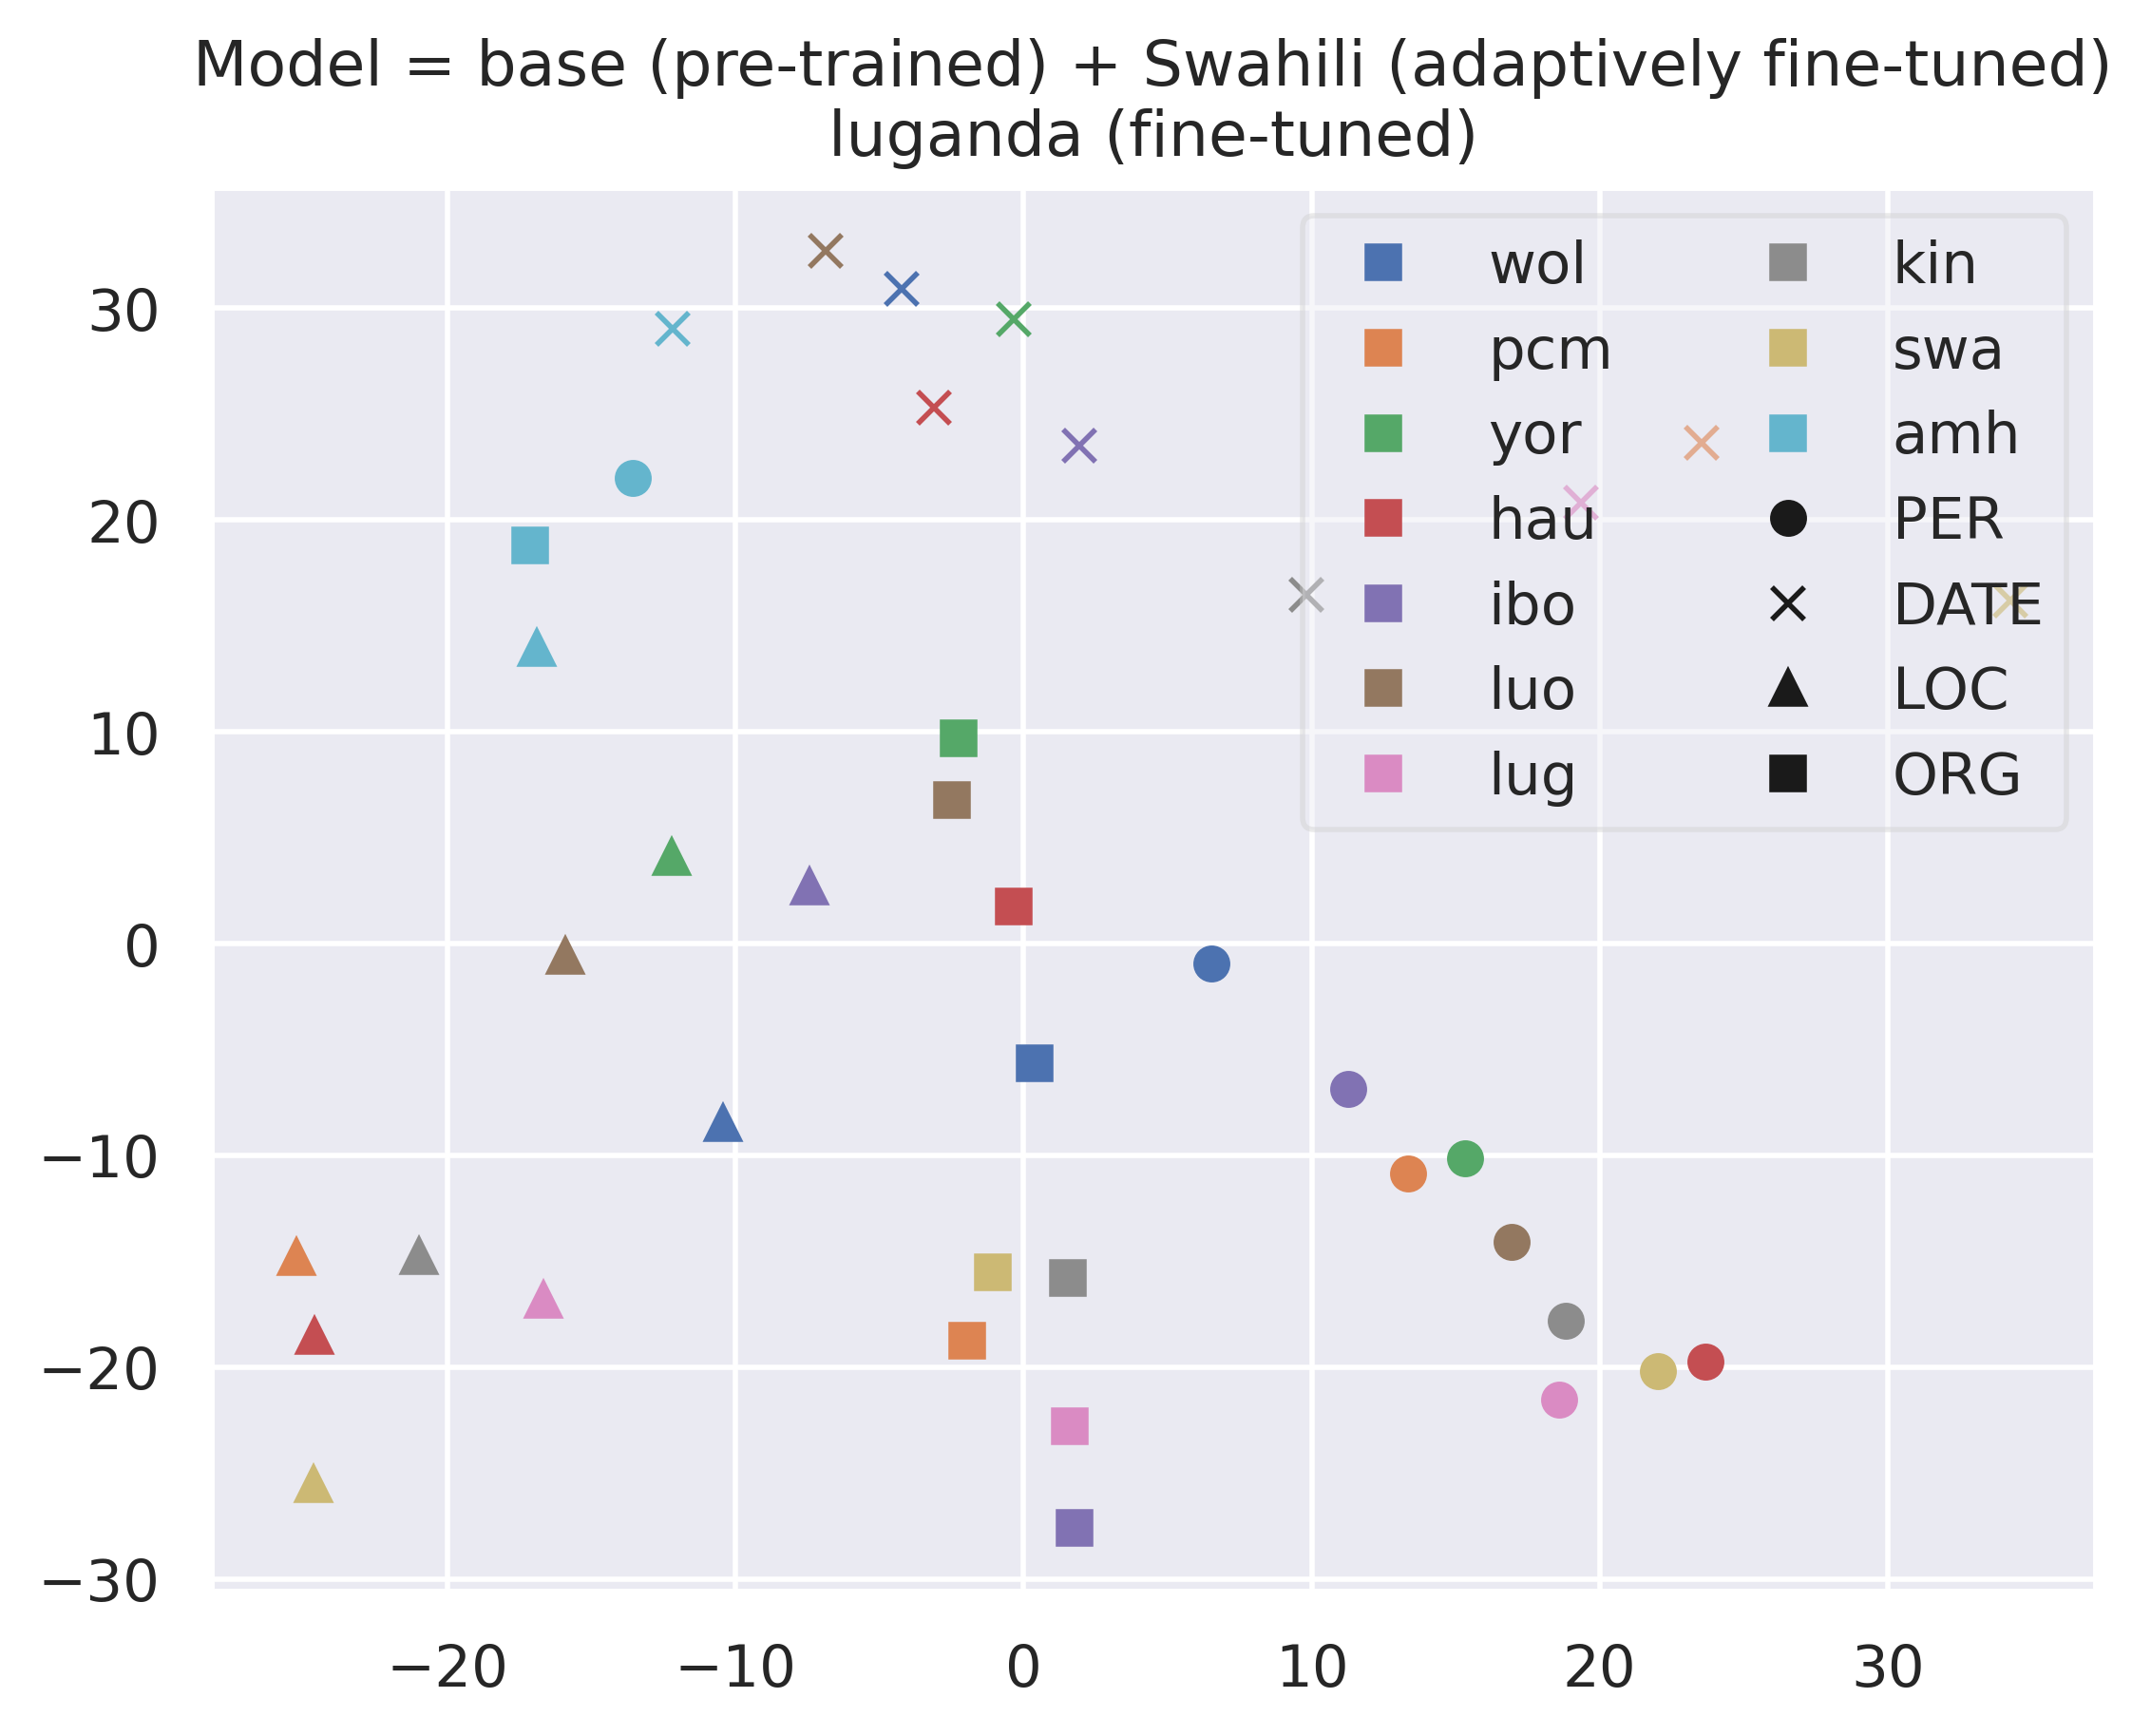 Model = base (pre-trained) + Swahili (adaptively fine-tuned)
luganda (fine-tuned)
30
20
10
0
−10
−20
−30
−20
−10
0
10
20
30
wol
pcm
yor
hau
ibo
luo
lug
kin
swa
amh
PER
DATE
LOC
ORG